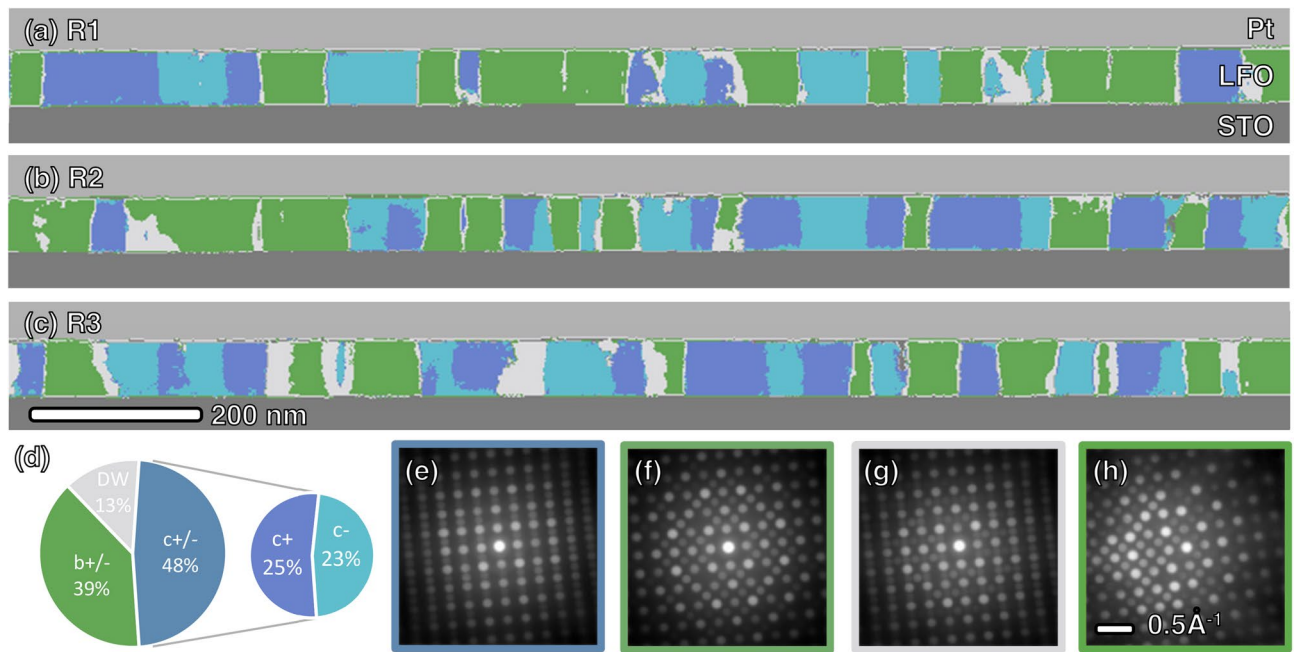 (a) R1
Pt
LFO
STO
(b) R2
(c) R3
200 nm
(d)
DW
13%
c+/-
48%
b+/-
39%
c+
25%
c-
23%
(e)
(f)
(g)
(h)
0.5Å⁻¹